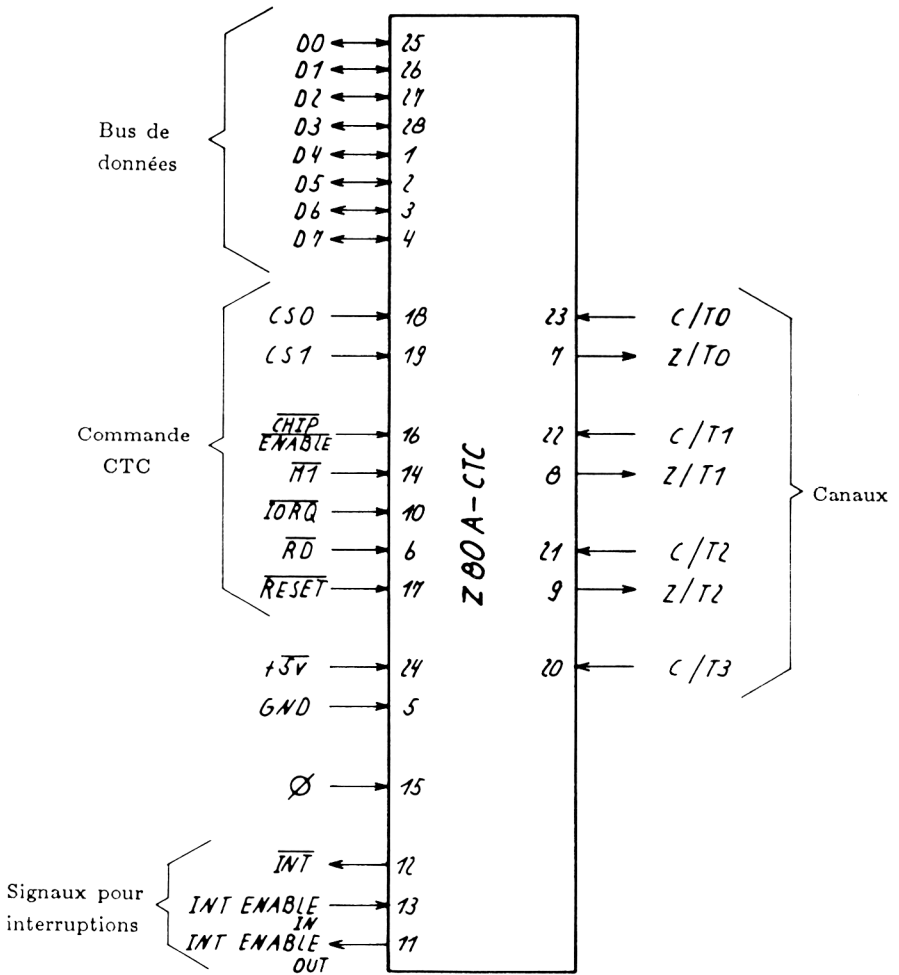 Bus de
données
D0 25
D1 26
D2 27
D3 28
D4 1
D5 2
D6 3
D7 4
Commande
CTC
CS0 18
CS1 19
CHIP
ENABLE 16
M1 14
IORQ 10
RD 6
RESET 17
+5V 24
GND 5
Ø 15
Signaux pour
interruptions
INT 12
INT ENABLE 13
IN
INT ENABLE 11
OUT
Z80A-CTC
23 C/T0
7 Z/T0
22 C/T1
8 Z/T1
21 C/T2
9 Z/T2
20 C/T3
Canaux